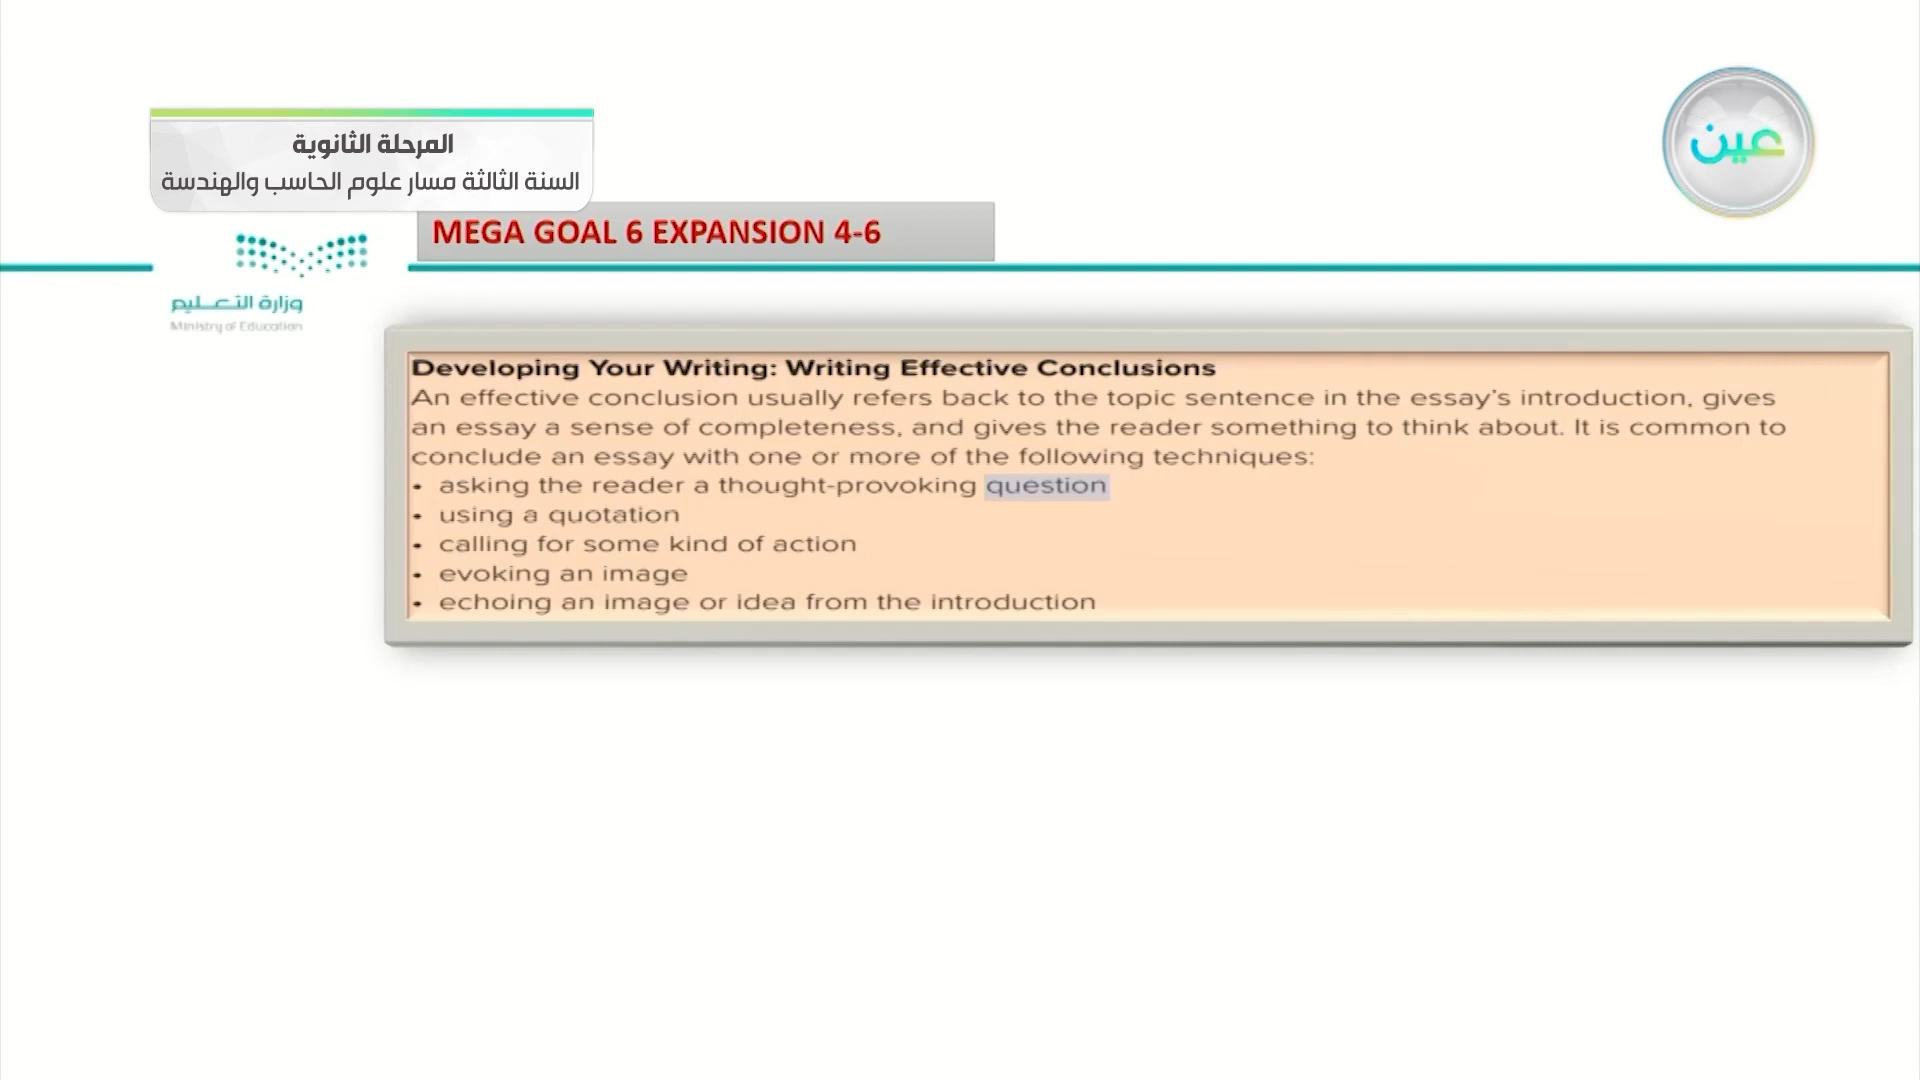 المرحلة الثانوية
السنة الثالثة مسار علوم الحاسب والهندسة
عين
MEGA GOAL 6 EXPANSION 4-6
وزارة التعليم
Ministry of Education
Developing Your Writing: Writing Effective Conclusions
An effective conclusion usually refers back to the topic sentence in the essay’s introduction, gives
an essay a sense of completeness, and gives the reader something to think about. It is common to
conclude an essay with one or more of the following techniques:
• asking the reader a thought-provoking question
• using a quotation
• calling for some kind of action
• evoking an image
• echoing an image or idea from the introduction